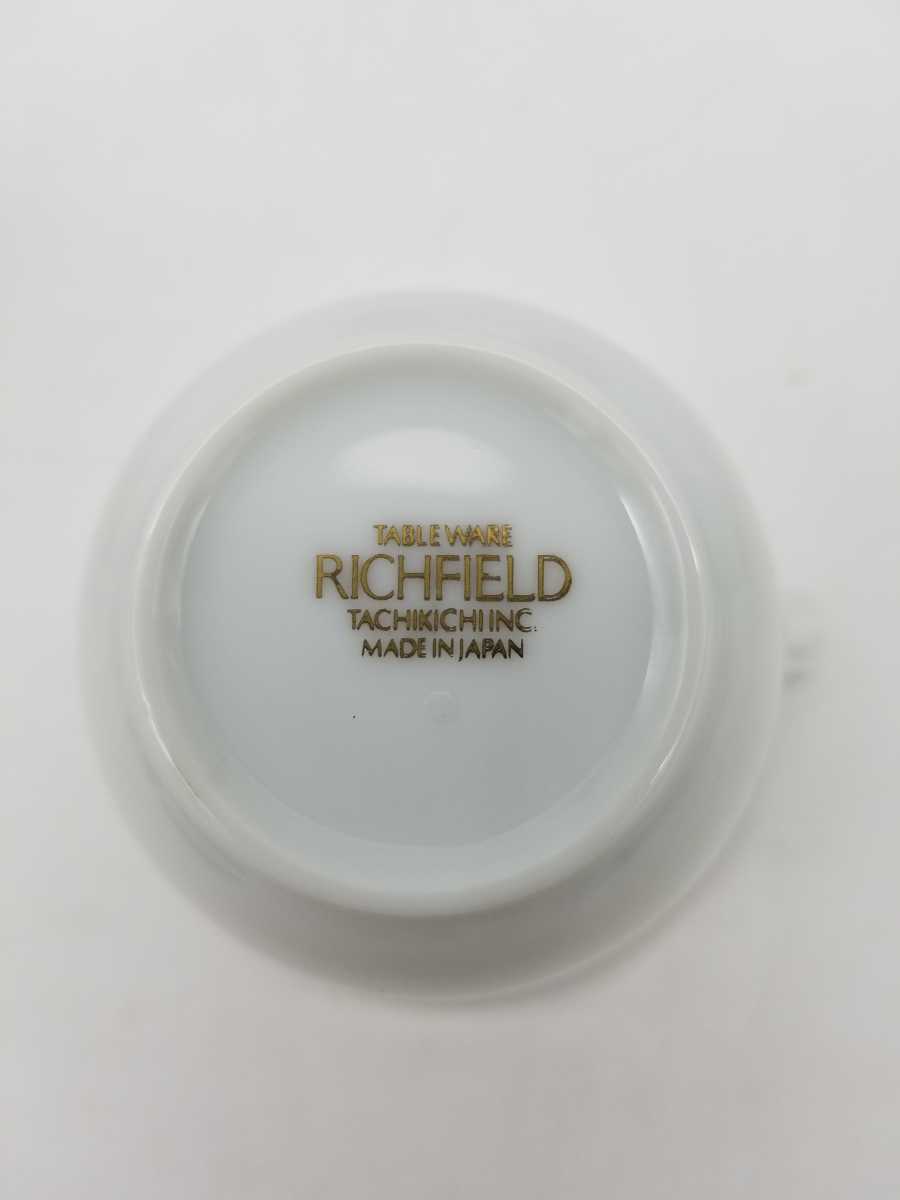 TABLE WARE
RICHFIELD
TACHIKICHI INC.
MADE IN JAPAN